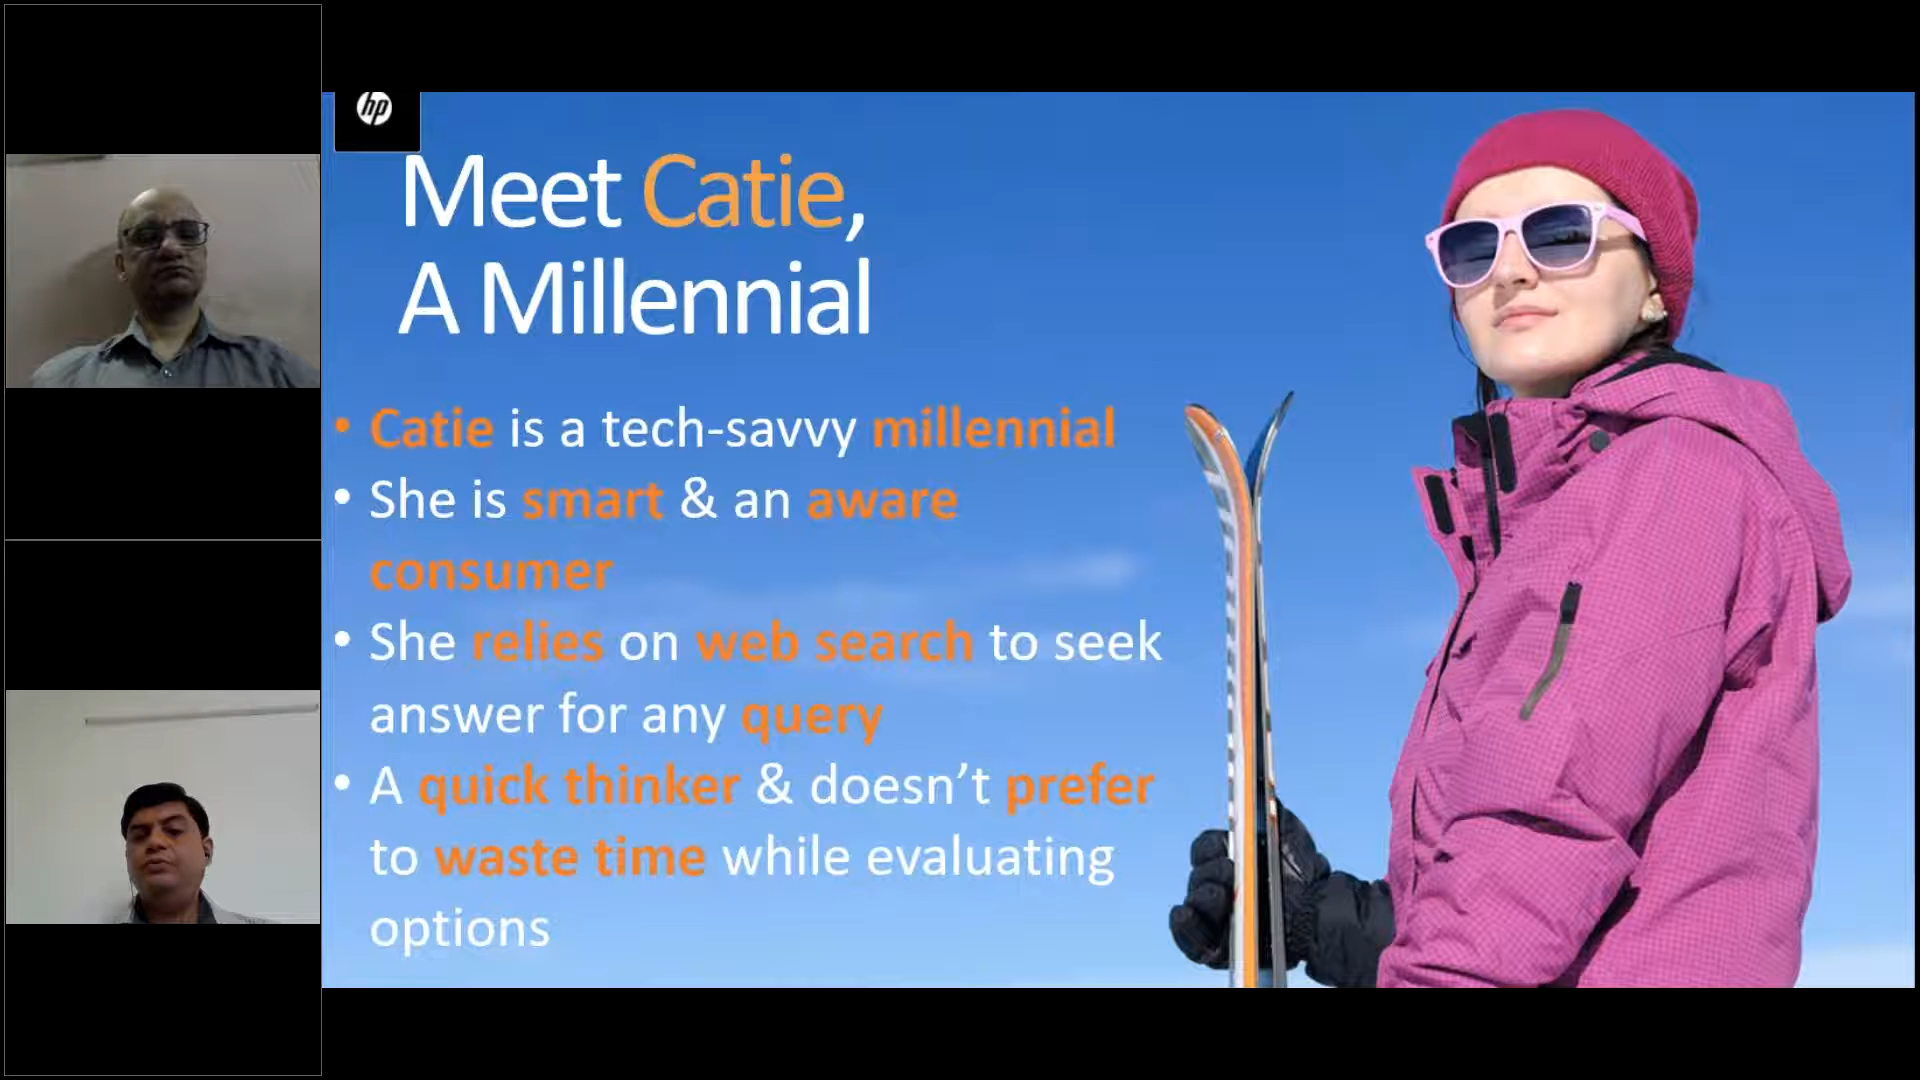 hp
Meet Catie,
A Millennial
• Catie is a tech-savvy millennial
• She is smart & an aware
consumer
• She relies on web search to seek
answer for any query
• A quick thinker & doesn’t prefer
to waste time while evaluating
options